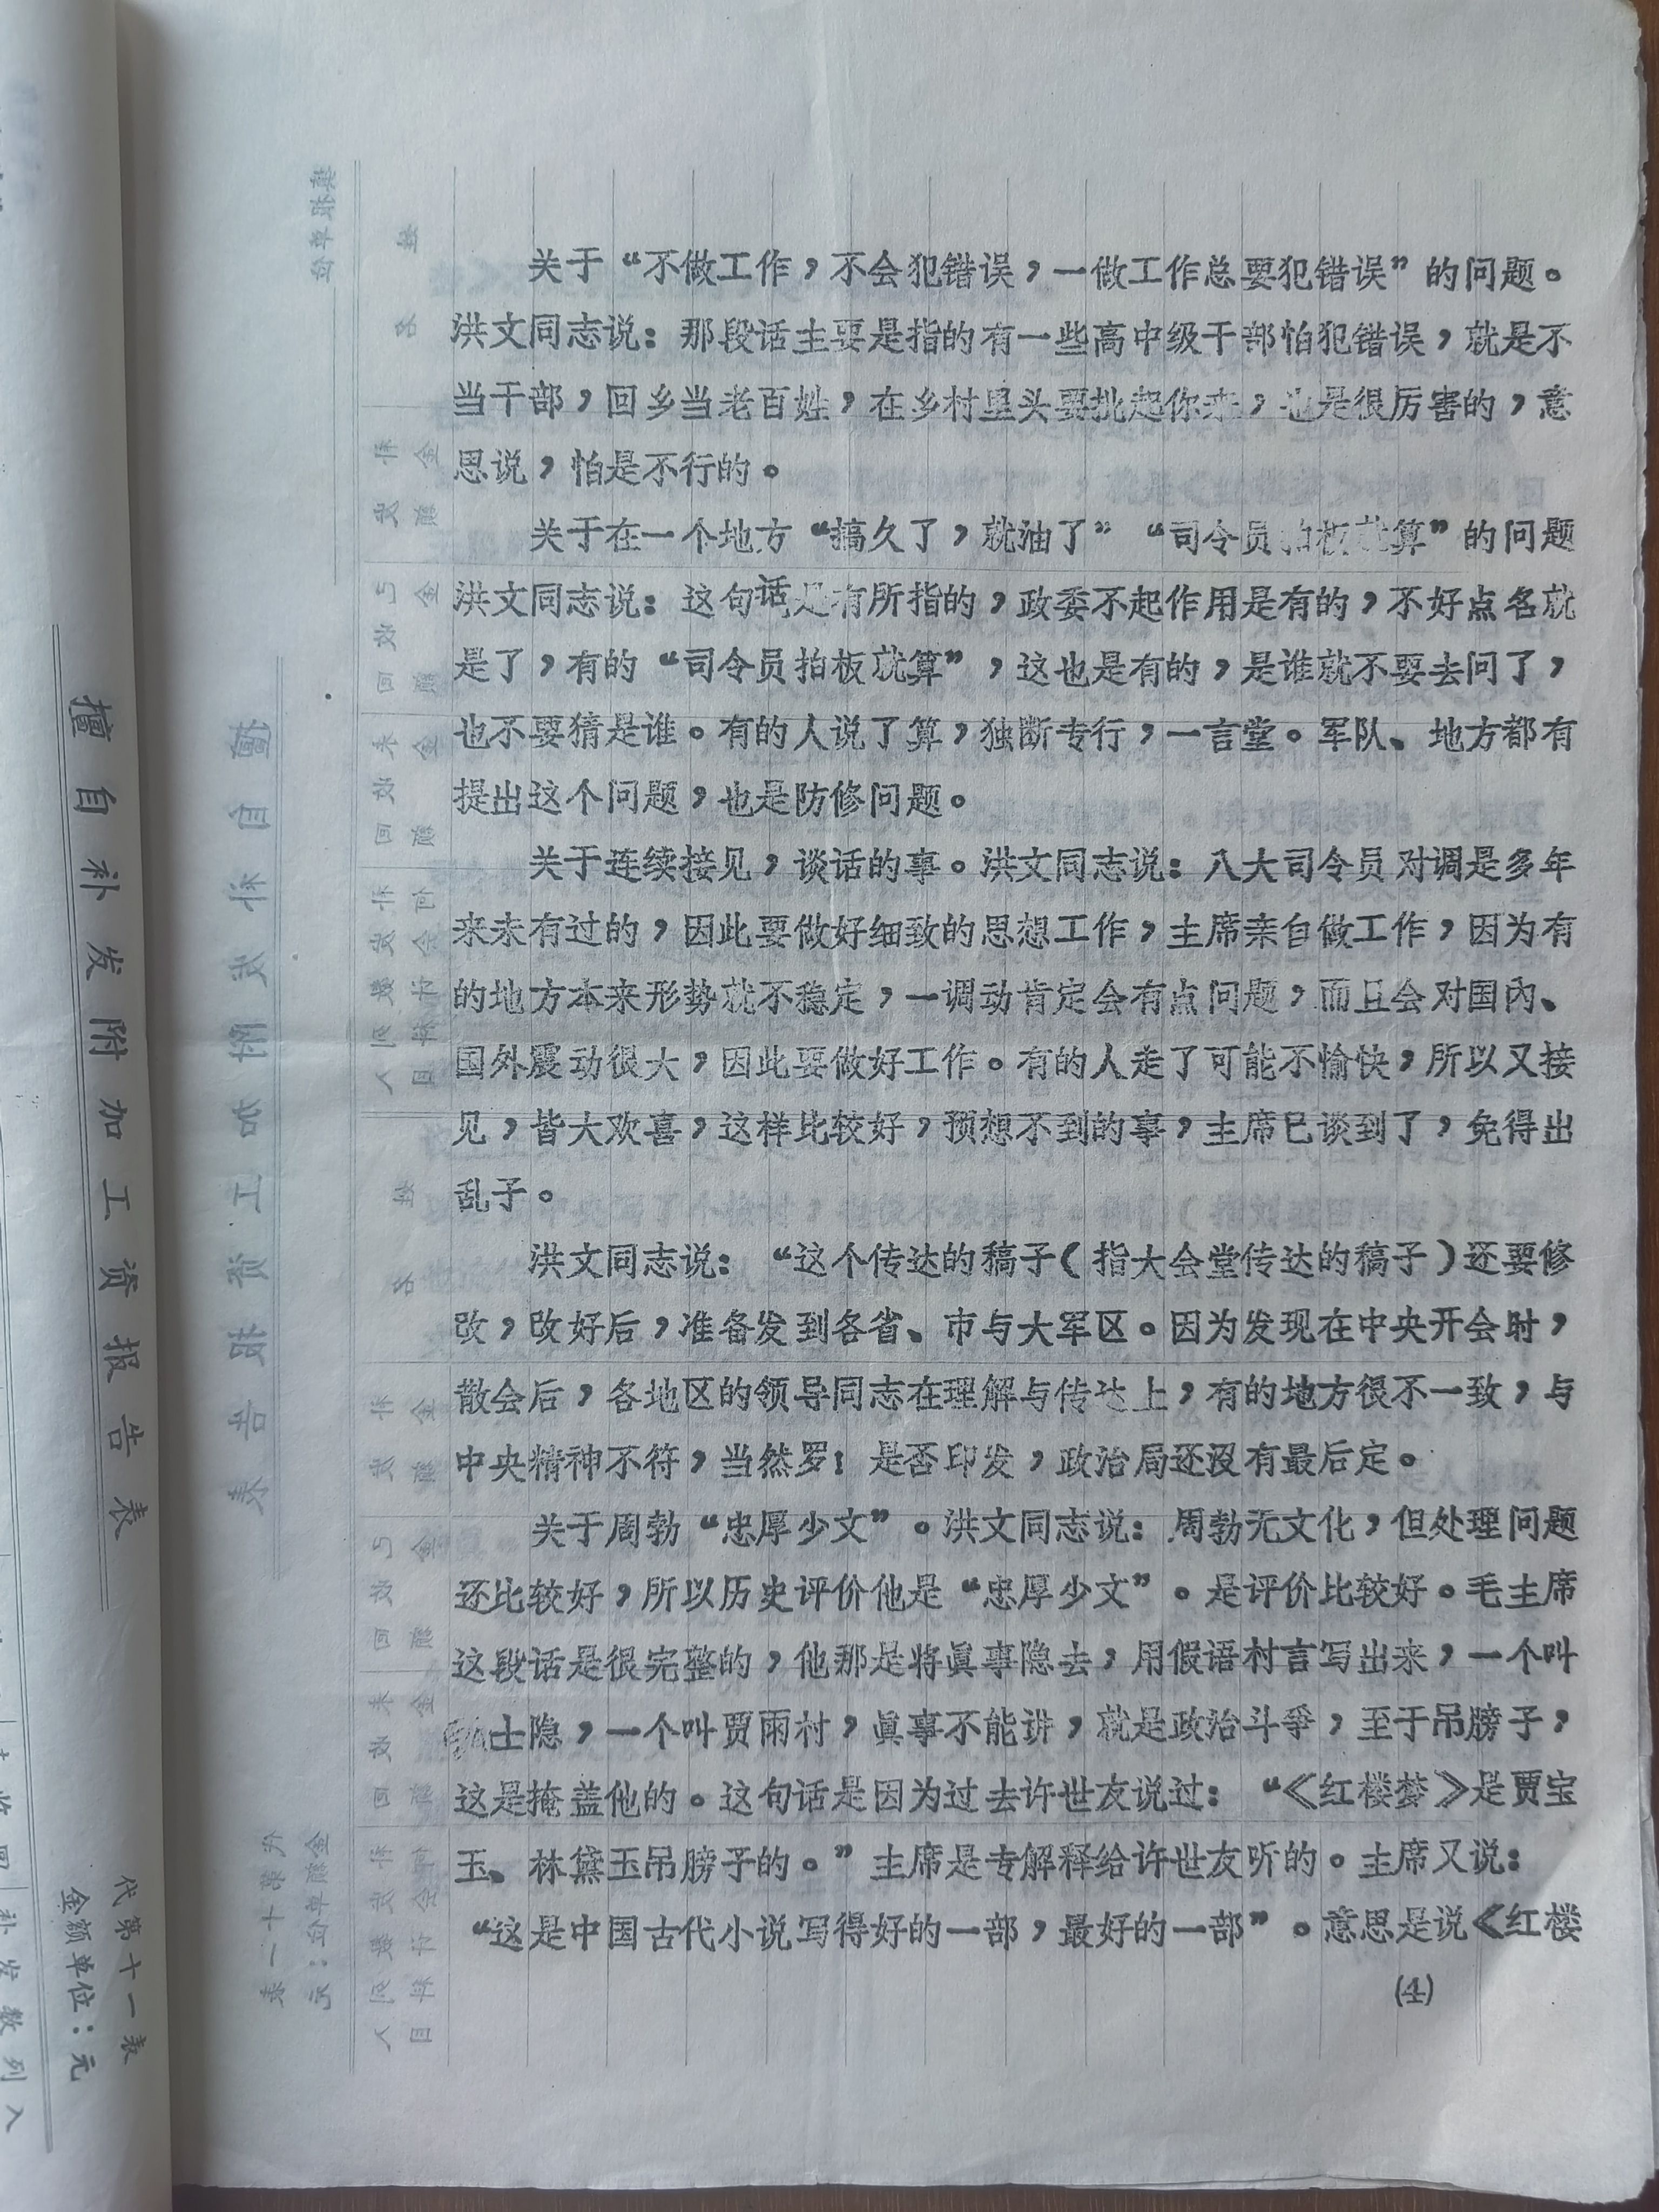 关于“不做工作，不会犯错误，一做工作总要犯错误”的问题。
洪文同志说：那段话主要是指的有一些高中级干部怕犯错误，就是不
当干部，回乡当老百姓，在乡村里头要批起你来，也是很厉害的，意
思说，怕是不行的。
关于在一个地方“搞久了，就油了”“司令员拍板就算”的问题
洪文同志说：这句话是有所指的，政委不起作用是有的，不好点名就
是了，有的“司令员拍板就算”，这也是有的，是谁就不要去问了，
也不要猜是谁。有的人说了算，独断专行，一言堂。军队、地方都有
提出这个问题，也是防修问题。
关于连续接见，谈话的事。洪文同志说：八大司令员对调是多年
来未有过的，因此要做好细致的思想工作，主席亲自做工作，因为有
的地方本来形势就不稳定，一调动肯定会有点问题，而且会对国内、
国外震动很大，因此要做好工作。有的人走了可能不愉快，所以又接
见，皆大欢喜，这样比较好，预想不到的事，主席已谈到了，免得出
乱子。
洪文同志说：“这个传达的稿子（指大会堂传达的稿子）还要修
改，改好后，准备发到各省、市与大军区。因为发现在中央开会时，
散会后，各地区的领导同志在理解与传达上，有的地方很不一致，与
中央精神不符，当然罗！是否印发，政治局还没有最后定。
关于周勃“忠厚少文”。洪文同志说：周勃无文化，但处理问题
还比较好，所以历史评价他是“忠厚少文”。是评价比较好。毛主席
这段话是很完整的，他那是将眞事隐去，用假语村言写出来，一个叫
士隐，一个叫贾雨村，眞事不能讲，就是政治斗爭，至于吊膀子，
这是掩盖他的。这句话是因为过去许世友说过：“《红楼梦》是贾宝
玉、林黛玉吊膀子的。”主席是专解释给许世友听的。主席又说：
“这是中国古代小说写得好的一部，最好的一部”。意思是说《红楼
(4)
擅自补发附加工资报告表
代第十一表
金额单位：元
补发数列入